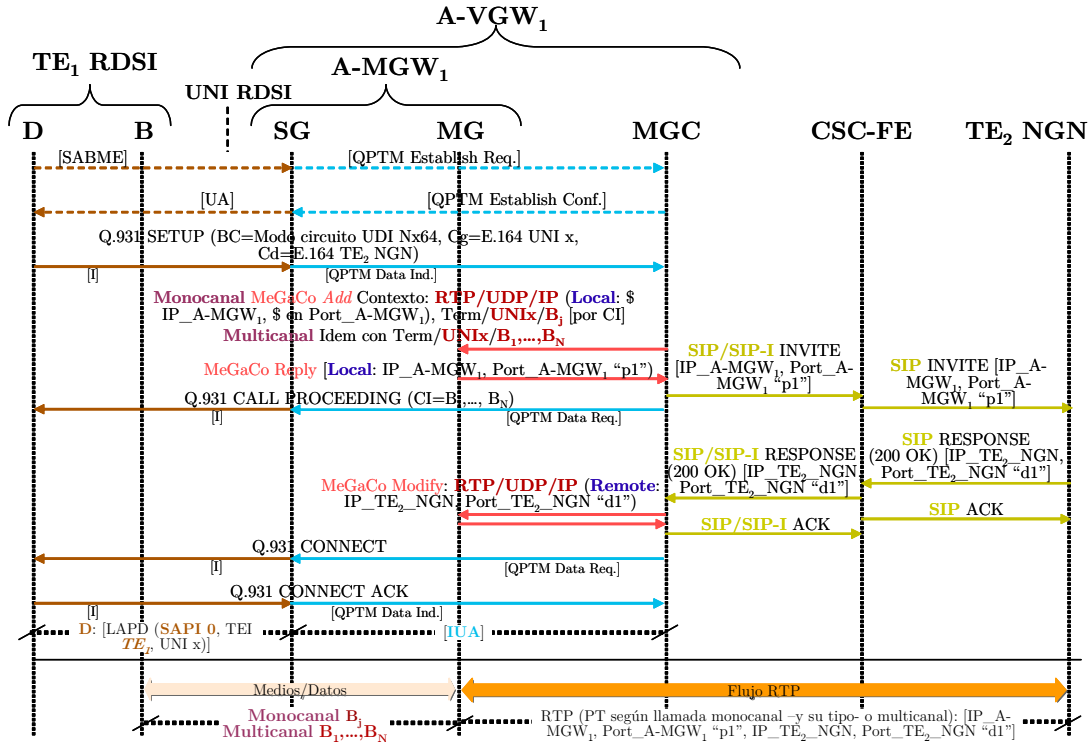 A-VGW1
TE1 RDSI
A-MGW1
UNI RDSI
D B SG MG MGC CSC-FE TE2 NGN
[SABME] [QPTM Establish Req.]
[UA] [QPTM Establish Conf.]
Q.931 SETUP (BC=Modo circuito UDI Nx64, Cg=E.164 UNI x,
Cd=E.164 TE2 NGN)
[I] [QPTM Data Ind.]
Monocanal MeGaCo Add Contexto: RTP/UDP/IP (Local: $
IP_A-MGW1, $ en Port_A-MGW1), Term/UNIx/Bj [por CI]
Multicanal Idem con Term/UNIx/B1,...,BN
SIP/SIP-I INVITE
[IP_A-MGW1, Port_A-
MGW1 “p1”]
SIP INVITE [IP_A-
MGW1, Port_A-
MGW1 “p1”]
MeGaCo Reply [Local: IP_A-MGW1, Port_A-MGW1 “p1”)
Q.931 CALL PROCEEDING (CI=B1,..., BN)
[I] [QPTM Data Req.]
SIP RESPONSE
(200 OK) [IP_TE2_NGN,
Port_TE2_NGN “d1”]
SIP/SIP-I RESPONSE
(200 OK) [IP_TE2_NGN,
Port_TE2_NGN “d1”]
MeGaCo Modify: RTP/UDP/IP (Remote:
IP_TE2_NGN, Port_TE2_NGN “d1”)
SIP ACK
SIP/SIP-I ACK
Q.931 CONNECT
[I] [QPTM Data Req.]
Q.931 CONNECT ACK
[I] [QPTM Data Ind.]
D: [LAPD (SAPI 0, TEI
TE1, UNI x)]
[IUA]
Medios/Datos
Flujo RTP
Monocanal Bj
Multicanal B1,...,BN
RTP (PT según llamada monocanal –y su tipo- o multicanal): [IP_A-
MGW1, Port_A-MGW1 “p1”, IP_TE2_NGN, Port_TE2_NGN “d1”]